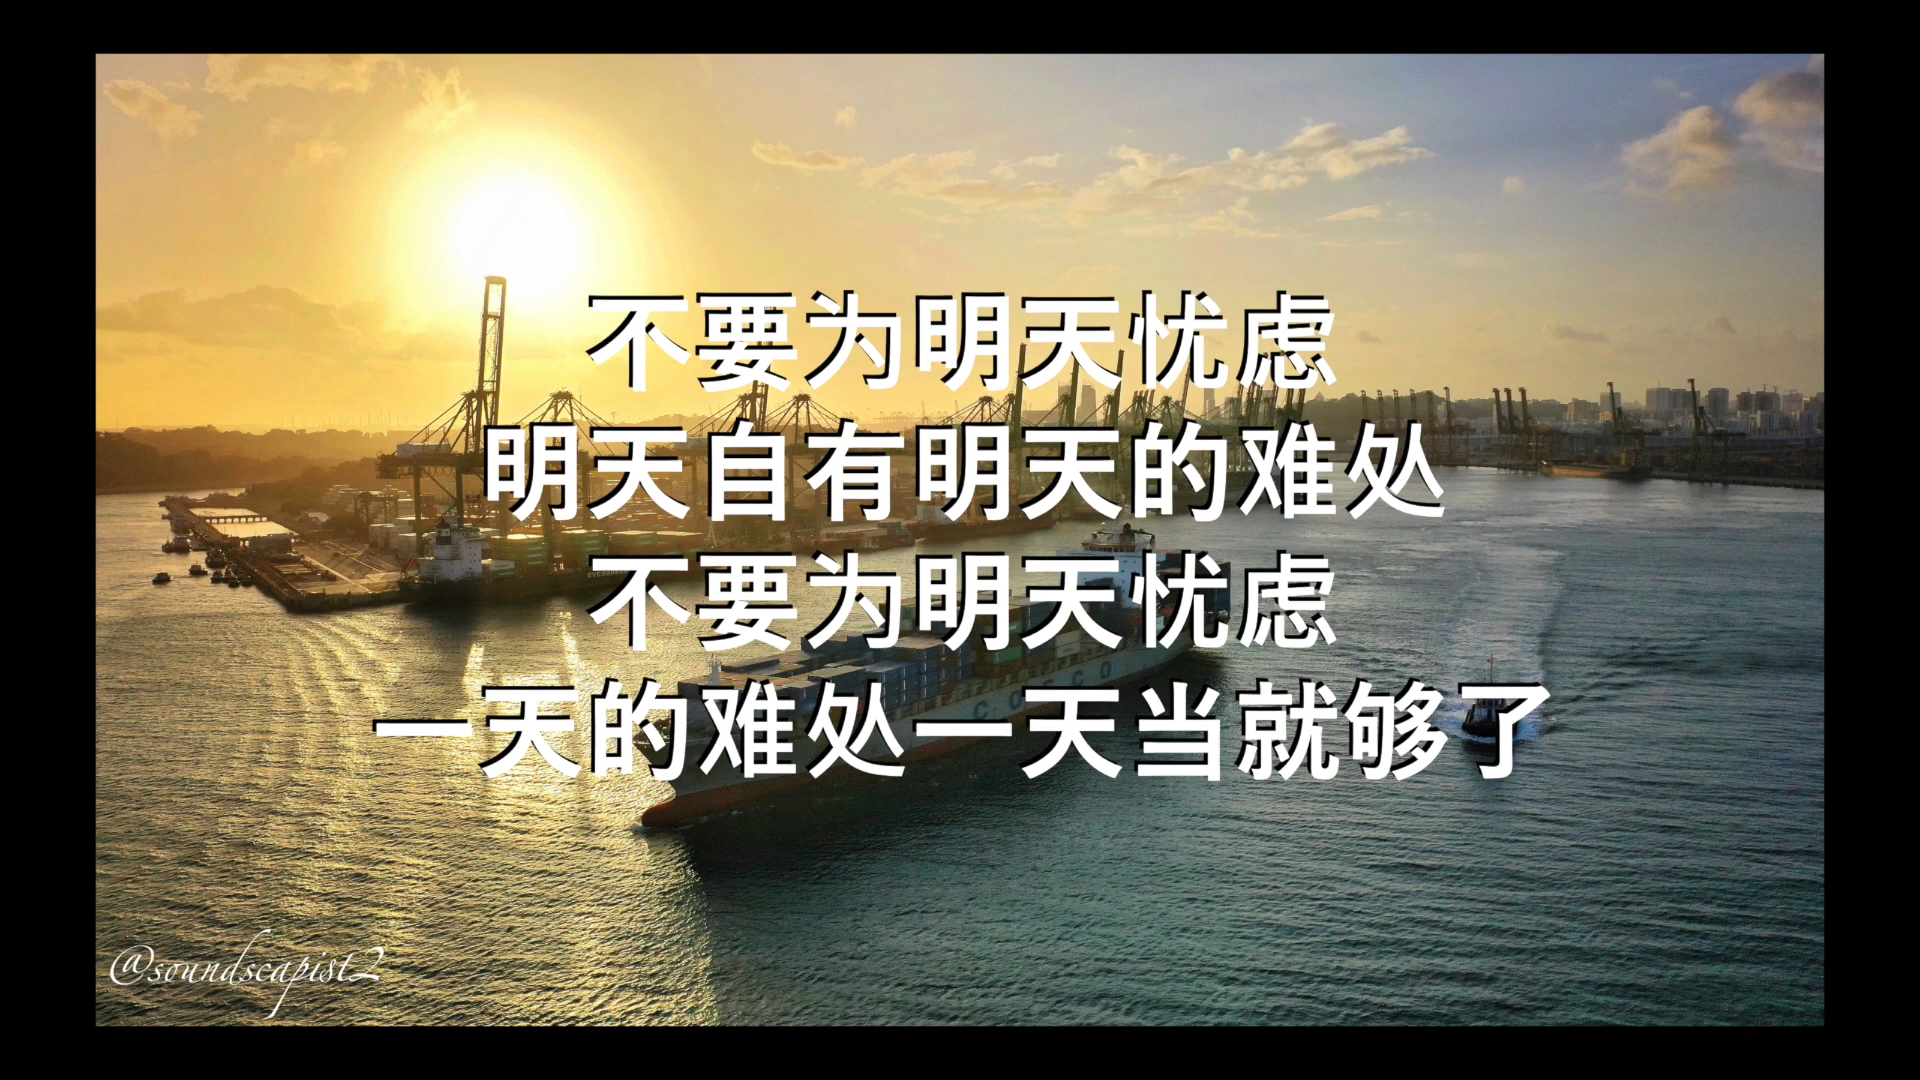 不要为明天忧虑
明天自有明天的难处
不要为明天忧虑
一天的难处一天当就够了
COSCO
@soundscapist2